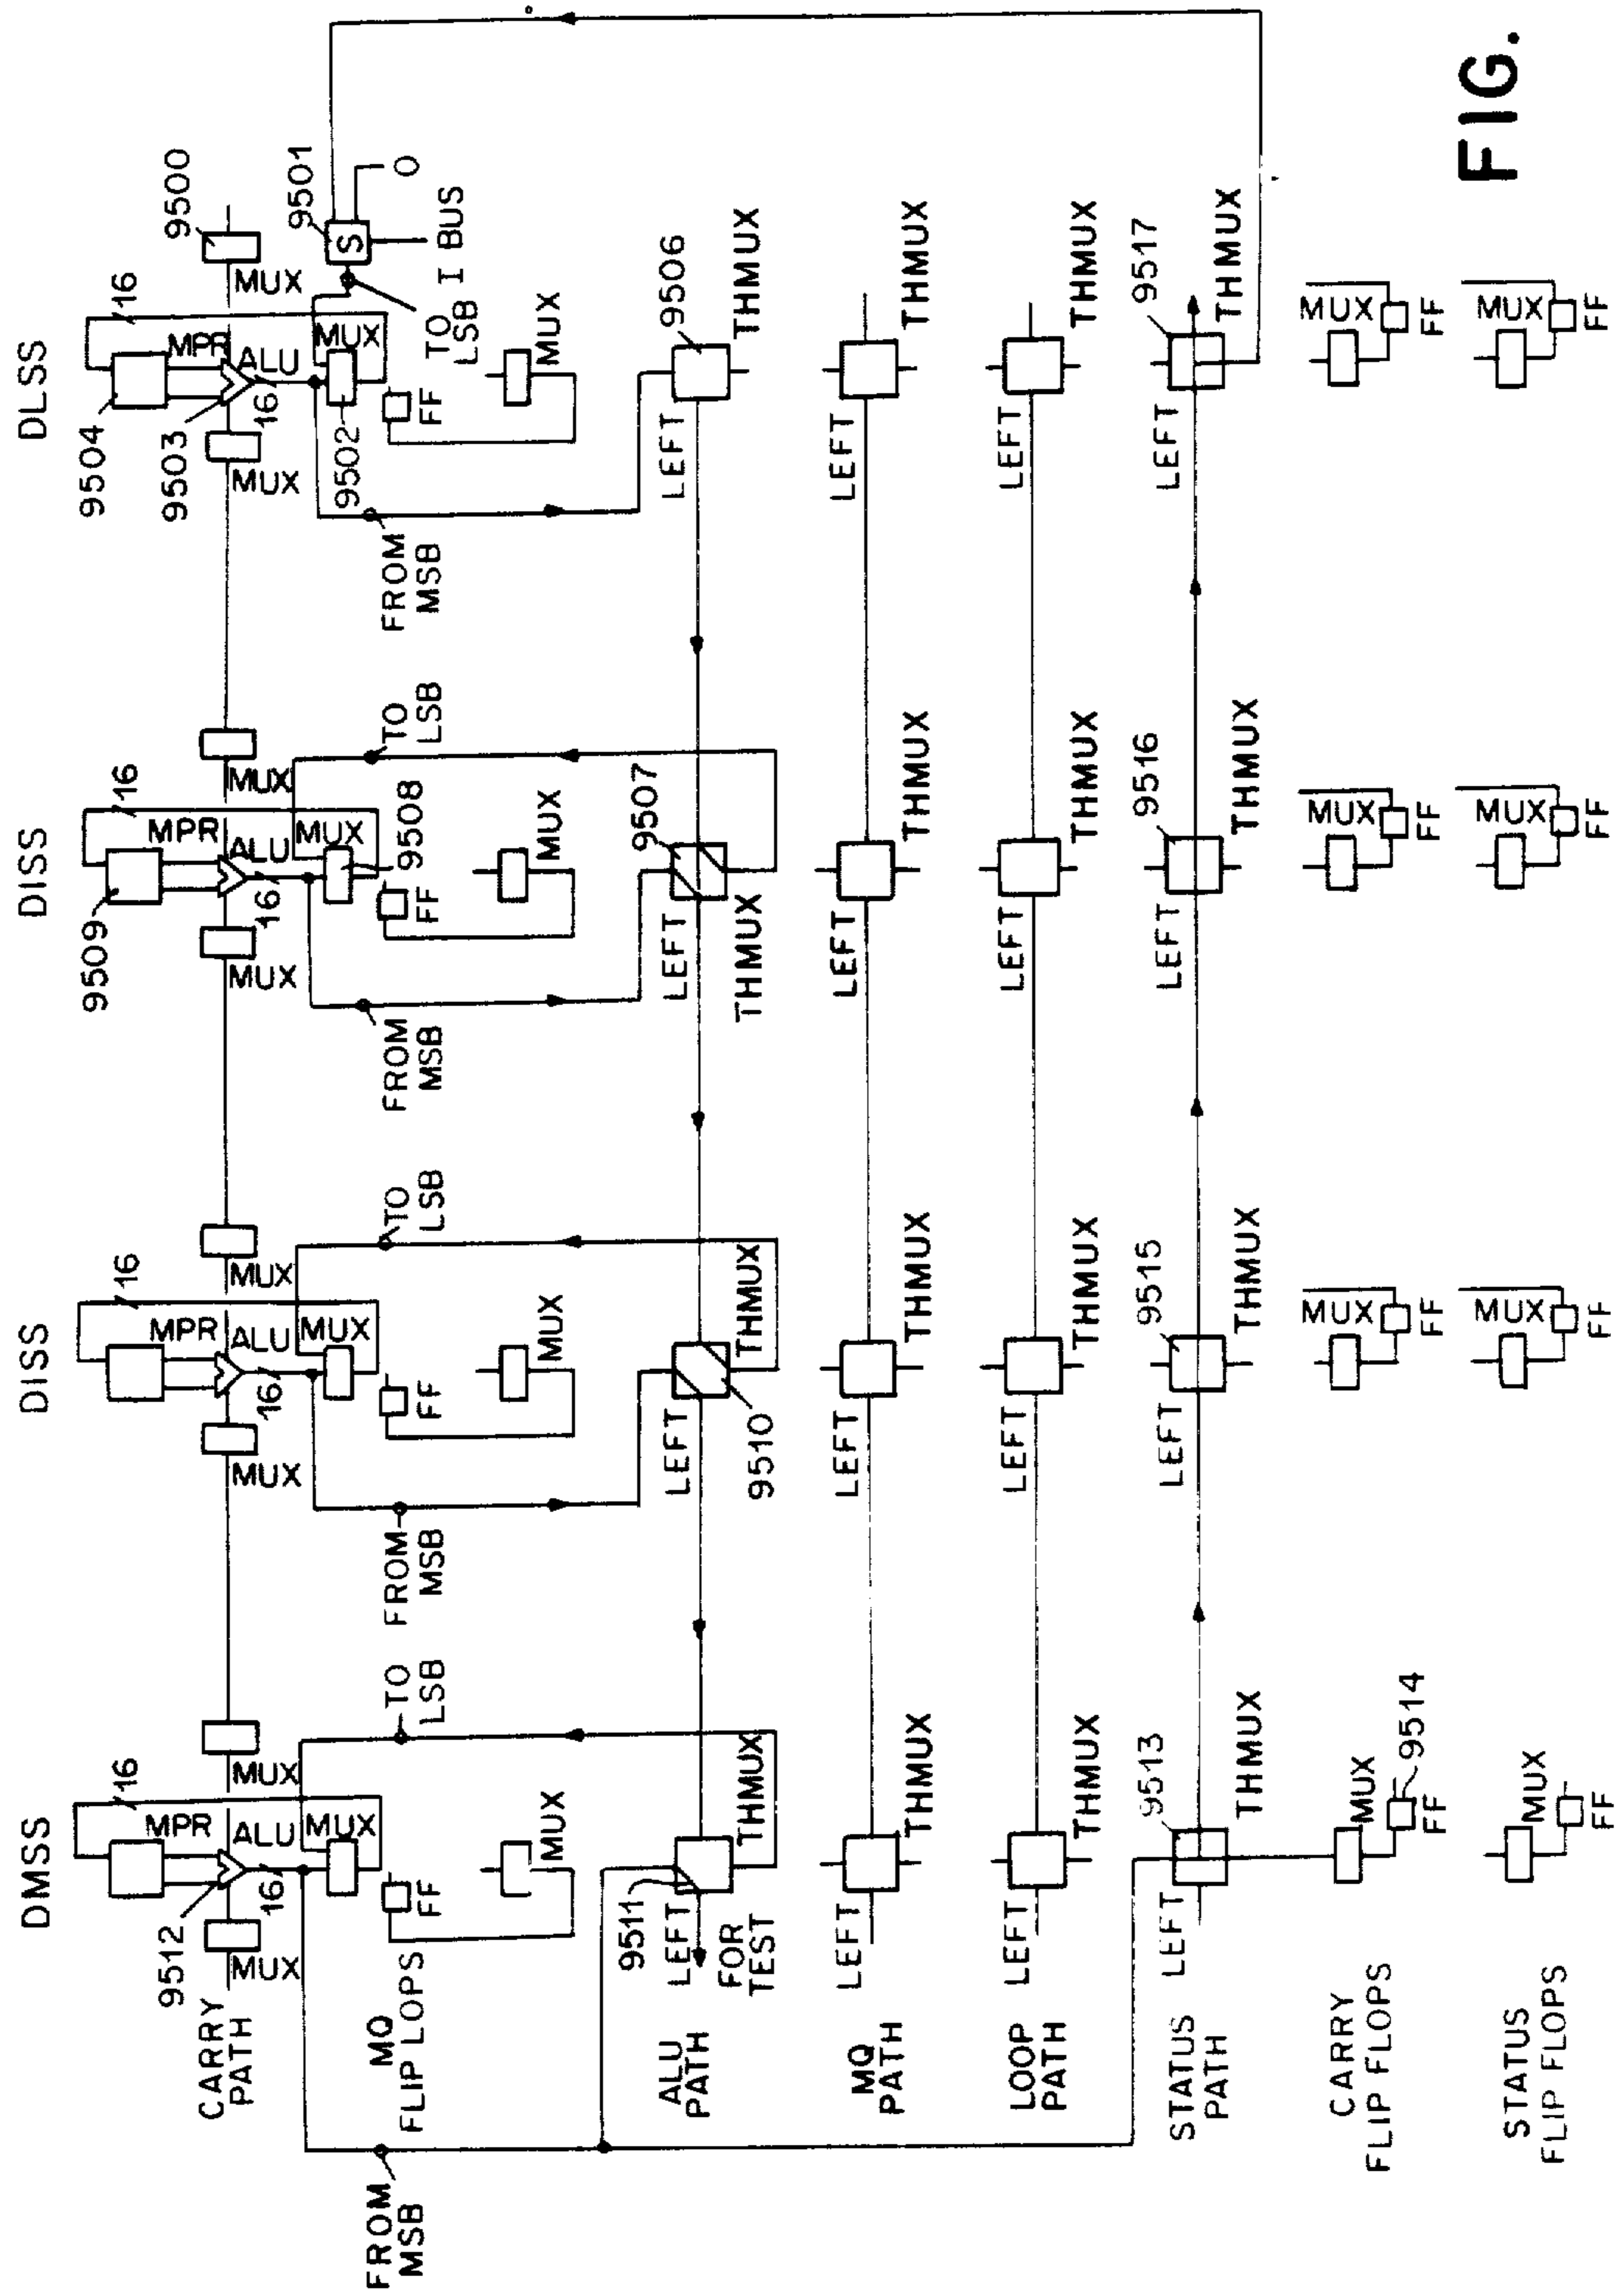 DMSS
DISS
DISS
DLSS
9512
MPR
16
ALU
MUX
16
MUX
MUX
MPR
16
ALU
MUX
16
MUX
MUX
9509
MPR
16
ALU
MUX
16
MUX
MUX
9508
9504
9503
MPR
16
ALU
MUX
16
MUX
MUX
9502
9500
9501
S
O
I BUS
CARRY
PATH
FROM
MSB
TO
LSB
FROM
MSB
TO
LSB
FROM
MSB
TO
LSB
FROM
MSB
TO
LSB
MQ
FLIP FLOPS
FF
MUX
FF
MUX
FF
MUX
FF
MUX
ALU
PATH
9511
LEFT
FOR
TEST
THMUX
LEFT
9510
THMUX
LEFT
9507
THMUX
LEFT
9506
THMUX
MQ
PATH
LEFT
THMUX
LEFT
THMUX
LEFT
THMUX
LEFT
THMUX
LOOP
PATH
LEFT
THMUX
LEFT
THMUX
LEFT
THMUX
LEFT
THMUX
STATUS
PATH
LEFT
9513
THMUX
LEFT
9515
THMUX
LEFT
9516
THMUX
LEFT
9517
THMUX
CARRY
FLIP FLOPS
MUX
9514
FF
MUX
FF
MUX
FF
MUX
FF
STATUS
FLIP FLOPS
MUX
FF
MUX
FF
MUX
FF
MUX
FF
FIG.